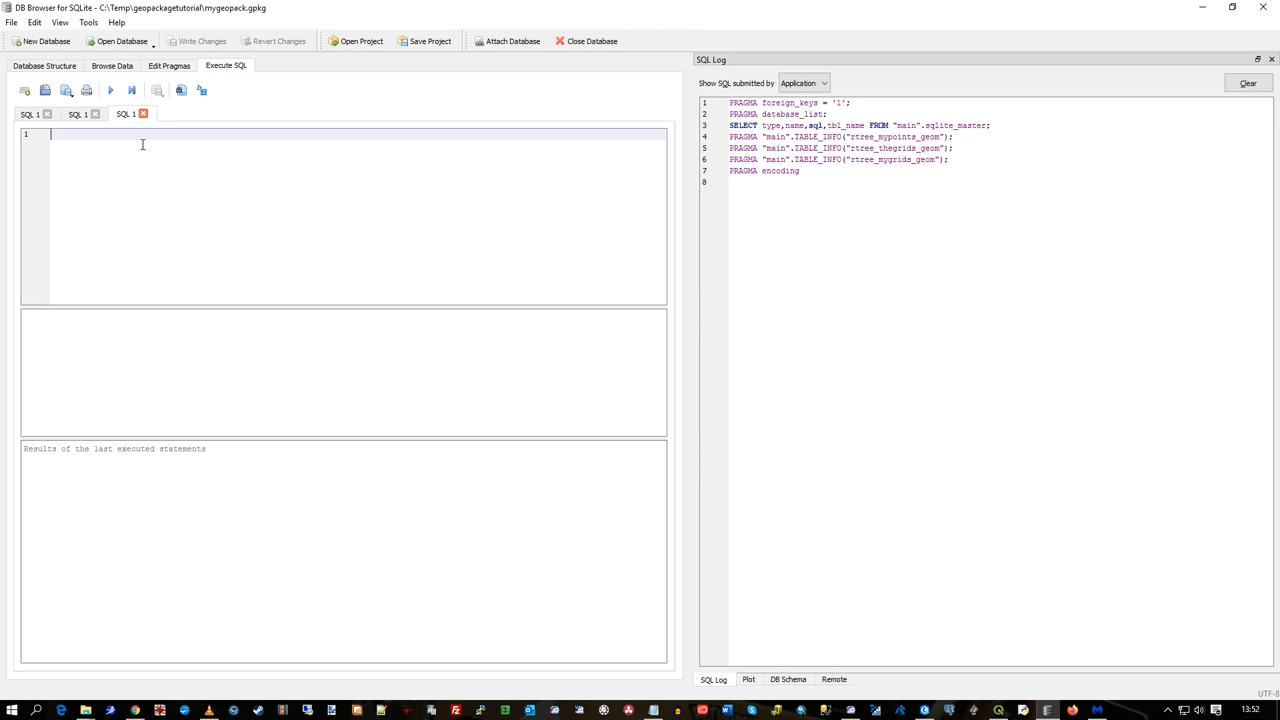 DB Browser for SQLite - C:\Temp\geopackagetutorial\mygeopack.gpkg
File Edit View Tools Help
New Database Open Database Write Changes Revert Changes Open Project Save Project Attach Database Close Database
Database Structure Browse Data Edit Pragmas Execute SQL
SQL 1 SQL 1 SQL 1
1
Results of the last executed statements
SQL Log
Show SQL submitted by Application Clear
1 PRAGMA foreign_keys = '1';
2 PRAGMA database_list;
3 SELECT type,name,sql,tbl_name FROM "main".sqlite_master;
4 PRAGMA "main".TABLE_INFO("rtree_mypoints_geom");
5 PRAGMA "main".TABLE_INFO("rtree_thegrids_geom");
6 PRAGMA "main".TABLE_INFO("rtree_mygrids_geom");
7 PRAGMA encoding
8
SQL Log Plot DB Schema Remote
UTF-8
13:52